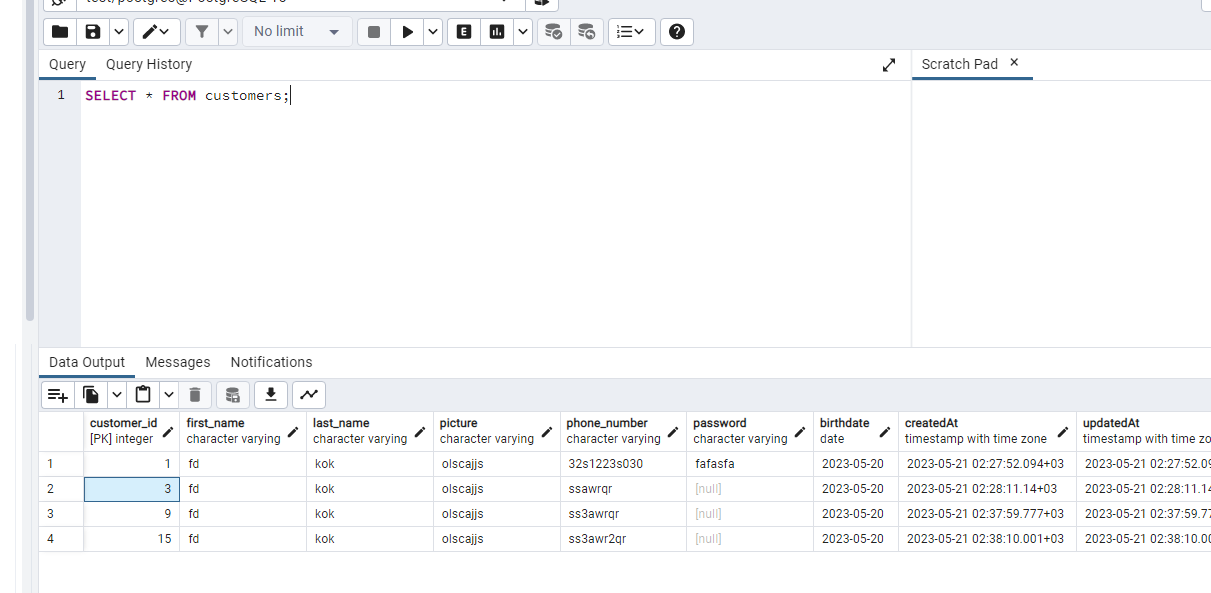 No limit
Query Query History
Scratch Pad
1 SELECT * FROM customers;
Data Output Messages Notifications
customer_id first_name last_name picture phone_number password birthdate createdAt updatedAt
[PK] integer character varying character varying character varying character varying character varying date timestamp with time zone timestamp with time zo
1 1 fd kok olscajjs 32s1223s030 fafasfa 2023-05-20 2023-05-21 02:27:52.094+03 2023-05-21 02:27:52.09
2 3 fd kok olscajjs ssawrqr [null] 2023-05-20 2023-05-21 02:28:11.14+03 2023-05-21 02:28:11.14
3 9 fd kok olscajjs ss3awrqr [null] 2023-05-20 2023-05-21 02:37:59.777+03 2023-05-21 02:37:59.77
4 15 fd kok olscajjs ss3awr2qr [null] 2023-05-20 2023-05-21 02:38:10.001+03 2023-05-21 02:38:10.00